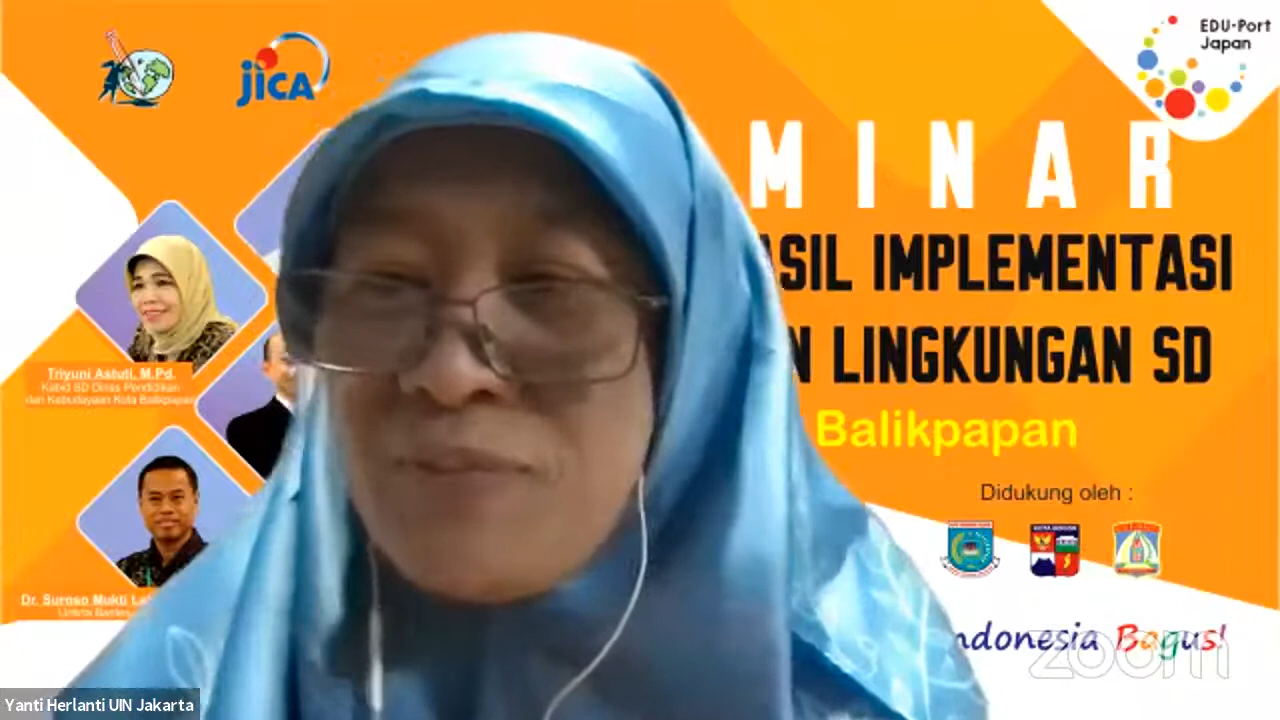 jICA
EDU-Port
Japan
MINAR
ASIL IMPLEMENTASI
N LINGKUNGAN SD
Balikpapan
Didukung oleh :
Triyuni Astuti, M.Pd.
Kabid SD Dinas Pendidikan
dan Kebudayaan Kota Balikpapan
Dr. Suroso Mukti
ndonesia Bagus!
zoom
Yanti Herlanti UIN Jakarta